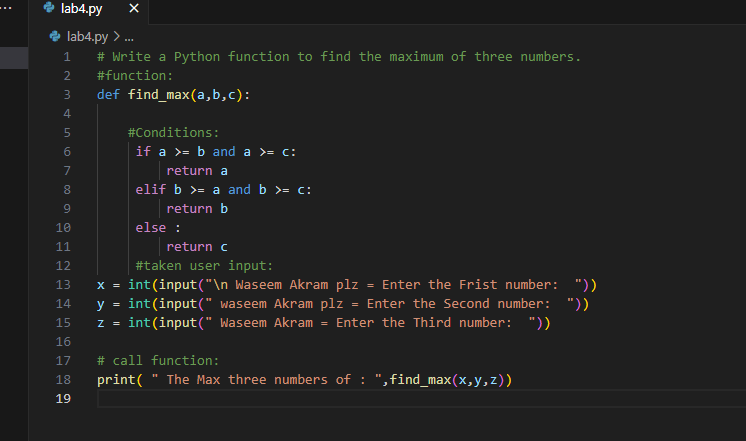 ... lab4.py ×
lab4.py > ...
1 # Write a Python function to find the maximum of three numbers.
2 #function:
3 def find_max(a,b,c):
4
5     #Conditions:
6      if a >= b and a >= c:
7          return a
8      elif b >= a and b >= c:
9          return b
10      else :
11          return c
12      #taken user input:
13 x = int(input("\n Waseem Akram plz = Enter the Frist number:  "))
14 y = int(input(" waseem Akram plz = Enter the Second number:  "))
15 z = int(input(" Waseem Akram = Enter the Third number:  "))
16
17 # call function:
18 print( " The Max three numbers of : ",find_max(x,y,z))
19